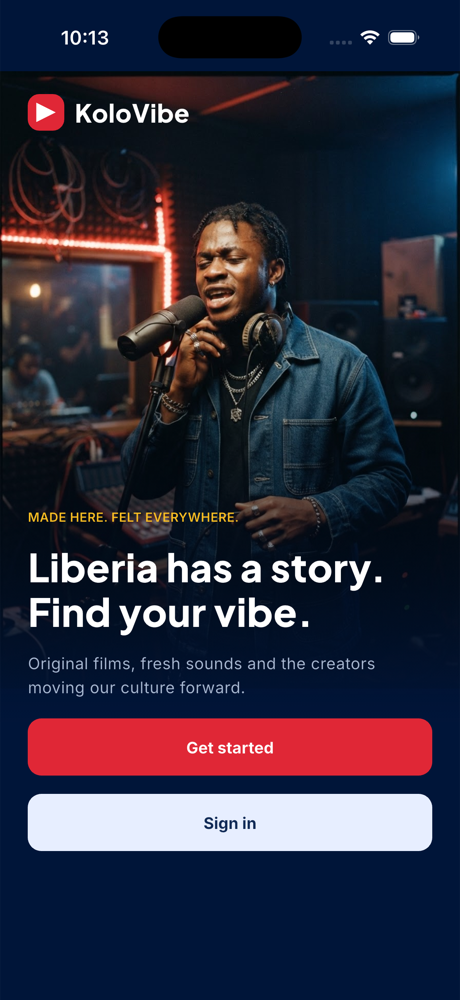 10:13
KoloVibe
MADE HERE. FELT EVERYWHERE.
Liberia has a story.
Find your vibe.
Original films, fresh sounds and the creators
moving our culture forward.
Get started
Sign in